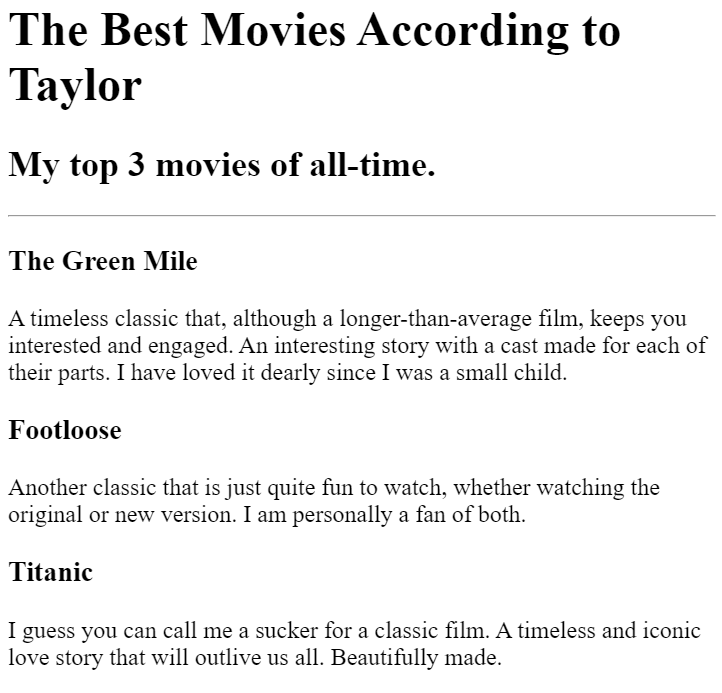 The Best Movies According to
Taylor
My top 3 movies of all-time.
The Green Mile
A timeless classic that, although a longer-than-average film, keeps you
interested and engaged. An interesting story with a cast made for each of
their parts. I have loved it dearly since I was a small child.
Footloose
Another classic that is just quite fun to watch, whether watching the
original or new version. I am personally a fan of both.
Titanic
I guess you can call me a sucker for a classic film. A timeless and iconic
love story that will outlive us all. Beautifully made.